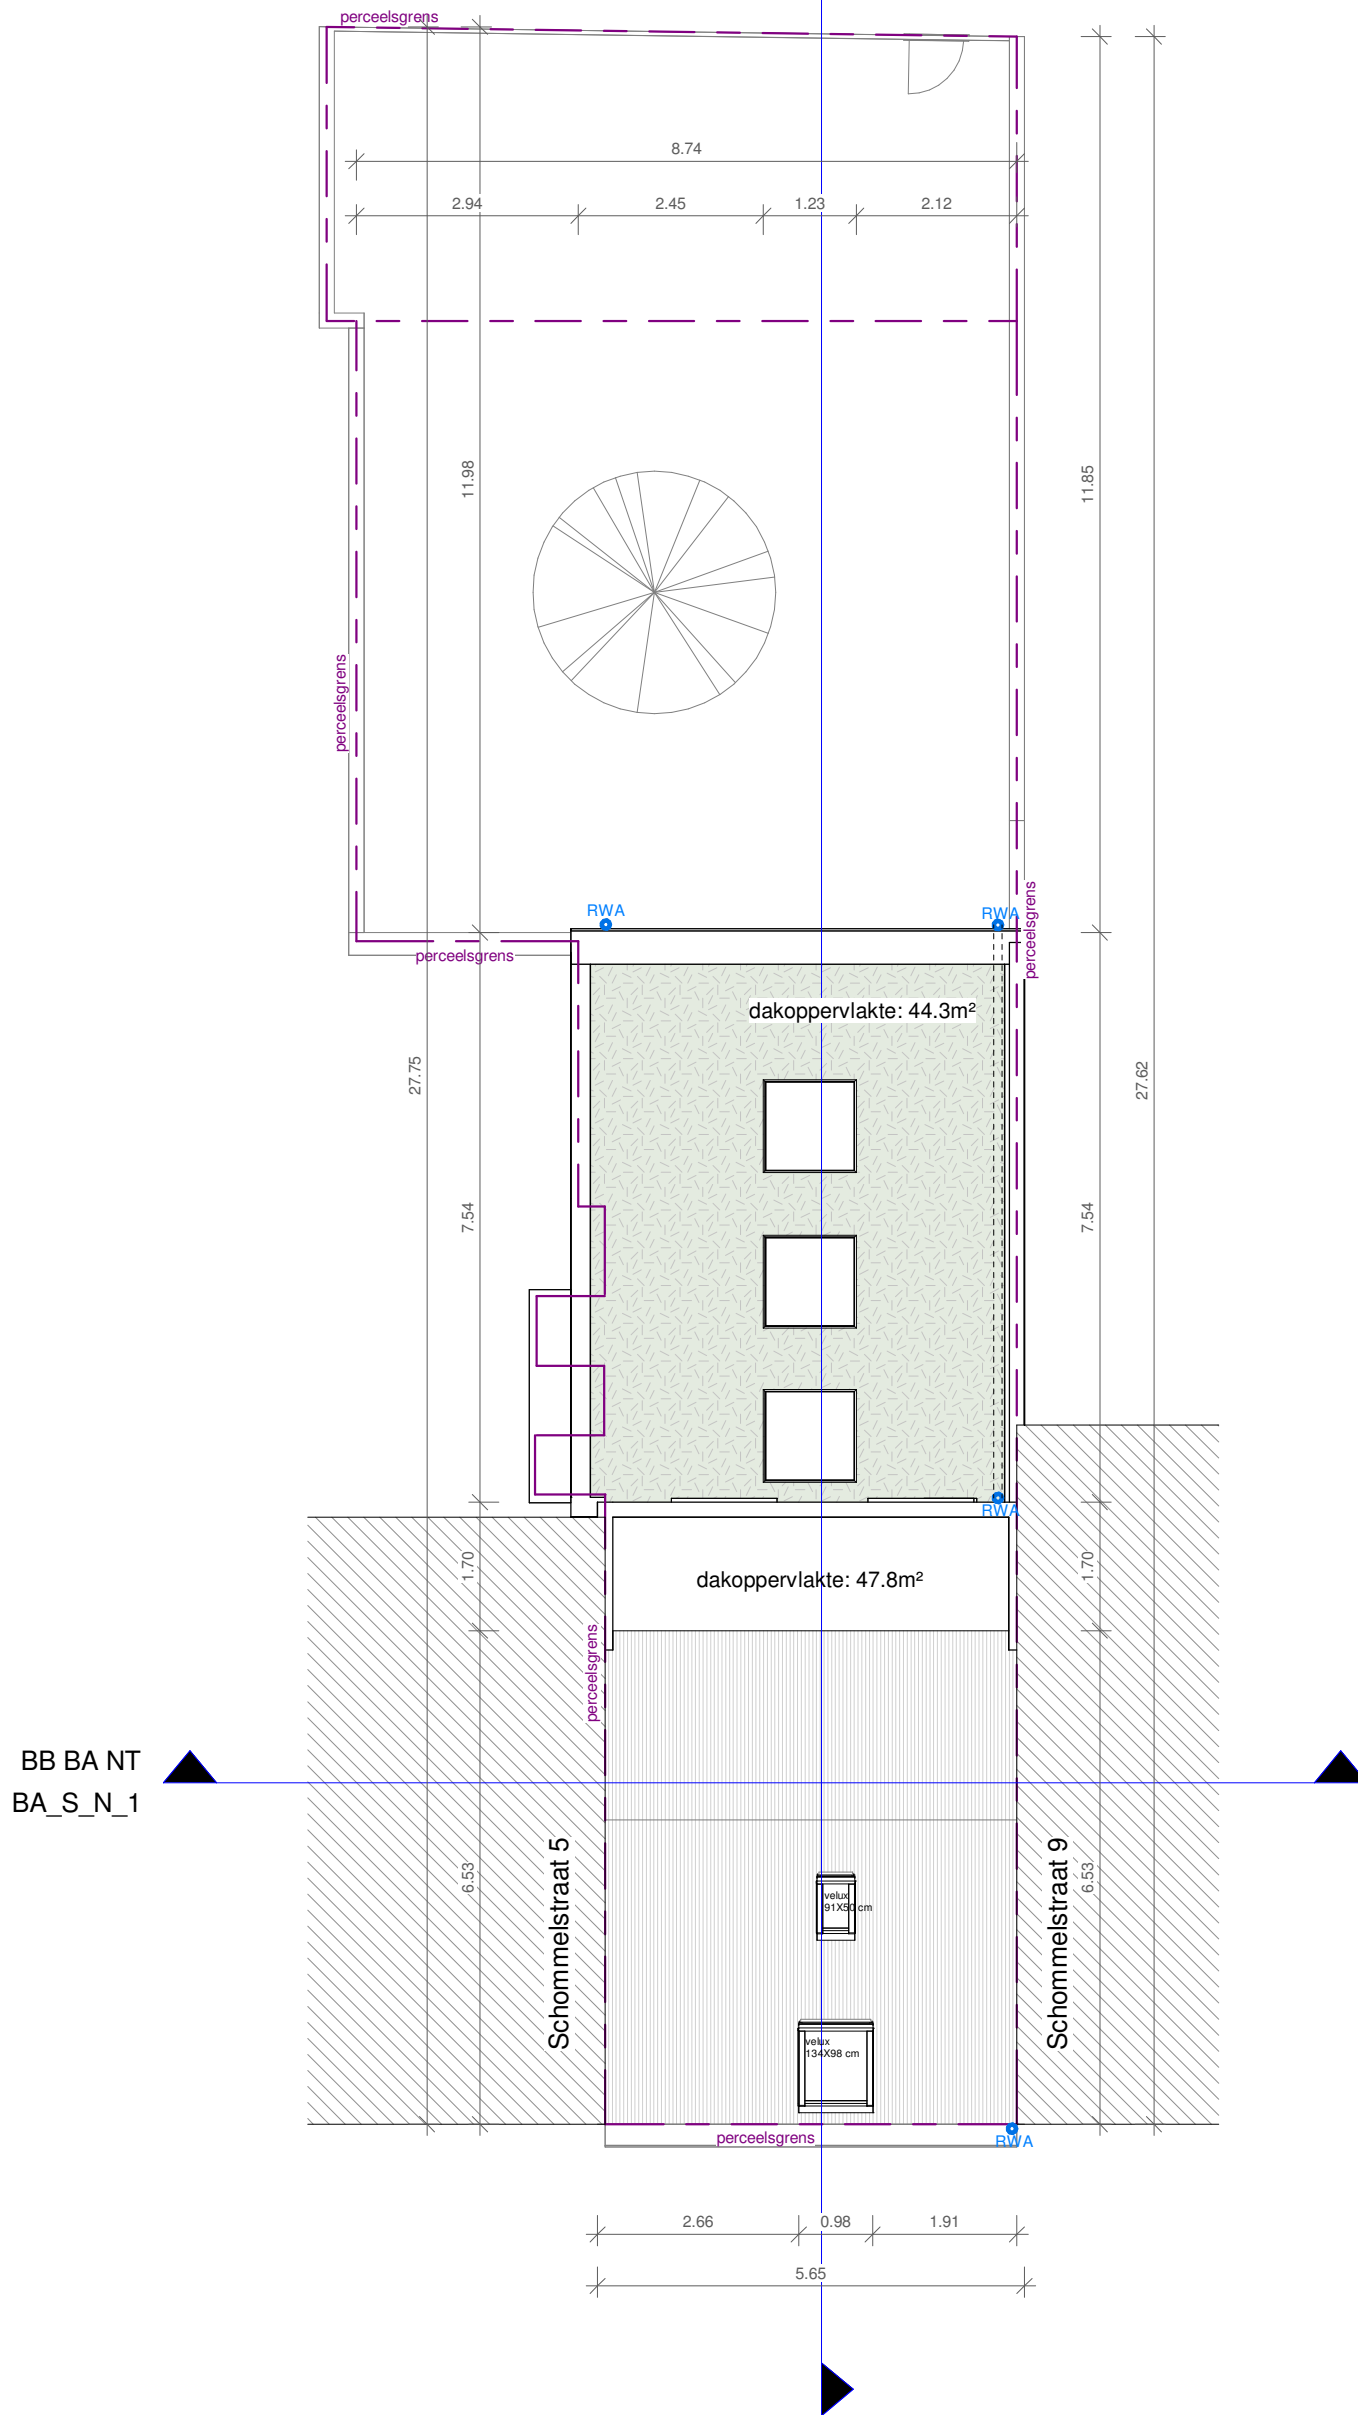 perceelsgrens
8.74
2.94
2.45
1.23
2.12
11.98
11.85
perceelsgrens
RWA
RWA
perceelsgrens
perceelsgrens
dakoppervlakte: 44.3m²
27.75
27.62
7.54
7.54
RWA
1.70
1.70
dakoppervlakte: 47.8m²
perceelsgrens
BB BA NT
BA_S_N_1
Schommelstraat 5
Schommelstraat 9
6.53
6.53
velux
91X50 cm
velux
134X98 cm
perceelsgrens
RWA
2.66
0.98
1.91
5.65